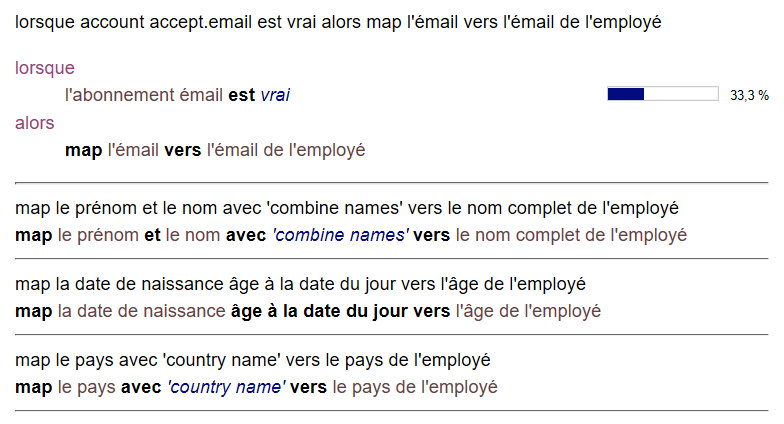 lorsque account accept.email est vrai alors map l'émail vers l'émail de l'employé
lorsque
l'abonnement émail est vrai
33,3 %
alors
map l'émail vers l'émail de l'employé
map le prénom et le nom avec 'combine names' vers le nom complet de l'employé
map le prénom et le nom avec 'combine names' vers le nom complet de l'employé
map la date de naissance âge à la date du jour vers l'âge de l'employé
map la date de naissance âge à la date du jour vers l'âge de l'employé
map le pays avec 'country name' vers le pays de l'employé
map le pays avec 'country name' vers le pays de l'employé